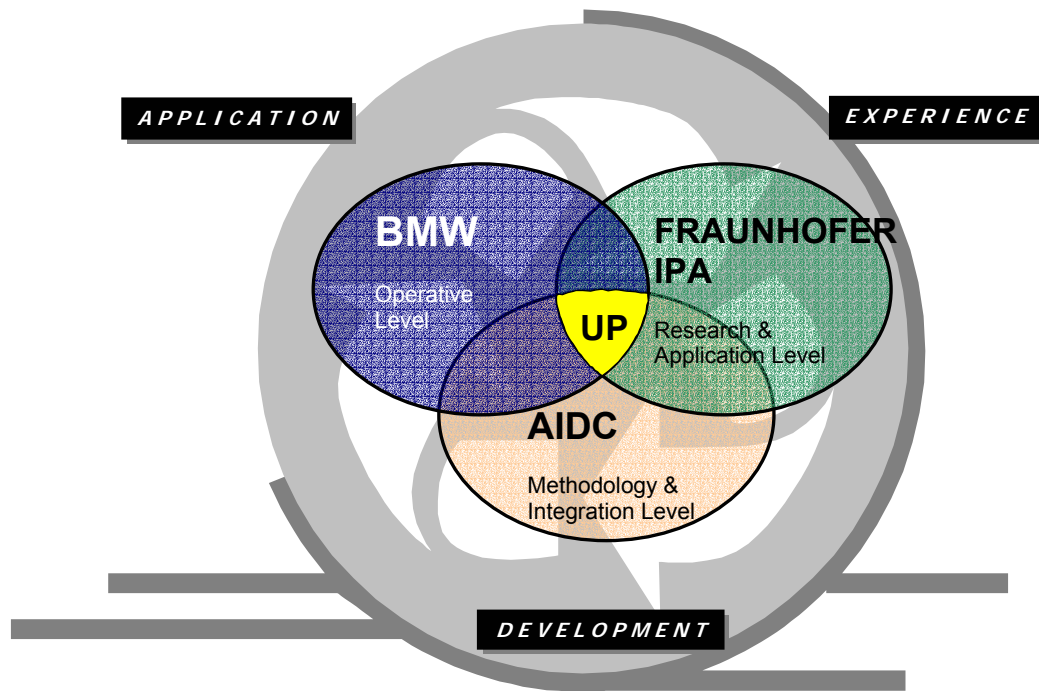 APPLICATION
EXPERIENCE
BMW
Operative
Level
FRAUNHOFER
IPA
Research &
Application Level
UP
AIDC
Methodology &
Integration Level
DEVELOPMENT